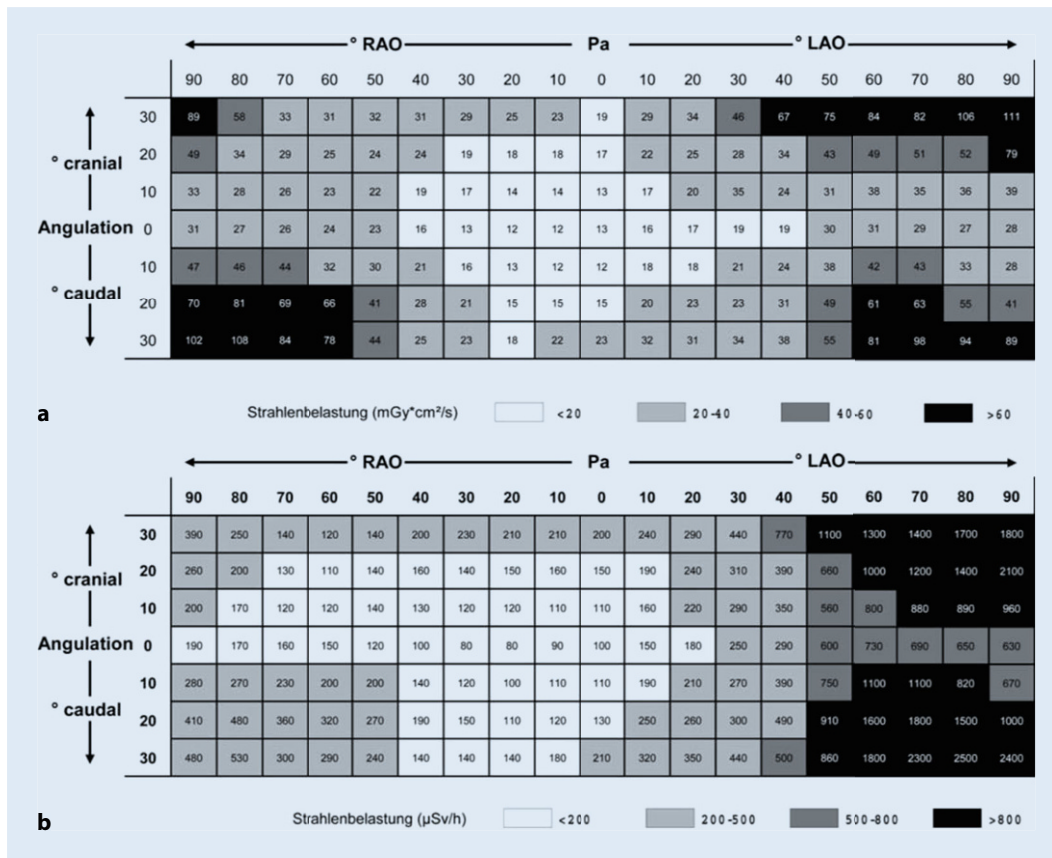 ° RAO Pa ° LAO
90 80 70 60 50 40 30 20 10 0 10 20 30 40 50 60 70 80 90
30 89 58 33 31 32 31 29 25 23 19 29 34 46 67 75 84 82 106 111
° cranial 20 49 34 29 25 24 24 19 18 18 17 22 25 28 34 43 49 51 52 79
10 33 28 26 23 22 19 17 14 14 13 17 20 35 24 31 38 35 36 39
Angulation 0 31 27 26 24 23 16 13 12 12 13 16 17 19 19 30 31 29 27 28
10 47 46 44 32 30 21 16 13 12 12 18 18 21 24 38 42 43 33 28
° caudal 20 70 81 69 66 41 28 21 15 15 15 20 23 23 31 49 61 63 55 41
30 102 108 84 78 44 25 23 18 22 23 32 31 34 38 55 81 98 94 89
a Strahlenbelastung (mGy*cm²/s) <20 20-40 40-60 >60
° RAO Pa ° LAO
90 80 70 60 50 40 30 20 10 0 10 20 30 40 50 60 70 80 90
30 390 250 140 120 140 200 230 210 210 200 240 290 440 770 1100 1300 1400 1700 1800
° cranial 20 260 200 130 110 140 160 140 150 160 150 190 240 310 390 660 1000 1200 1400 2100
10 200 170 120 120 140 130 120 120 110 110 160 220 290 350 560 800 880 890 960
Angulation 0 190 170 160 150 120 100 80 80 90 100 150 180 250 290 600 730 690 650 630
10 280 270 230 200 200 140 120 100 110 110 190 210 270 390 750 1100 1100 820 670
° caudal 20 410 480 360 320 270 190 150 110 120 130 250 260 300 490 910 1600 1800 1500 1000
30 480 530 300 290 240 140 140 140 180 210 320 350 440 500 860 1800 2300 2500 2400
b Strahlenbelastung (µSv/h) <200 200-500 500-800 >800